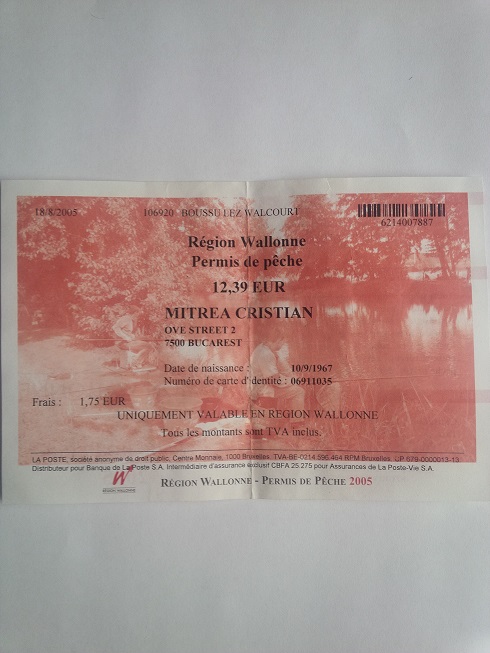 18/8/2005 106920 BOUSSU LEZ WALCOURT
6214007887
Région Wallonne
Permis de pêche
12,39 EUR
MITREA CRISTIAN
OVE STREET 2
7500 BUCAREST
Date de naissance : 10/9/1967
Numéro de carte d'identité : 06911035
Frais : 1,75 EUR
UNIQUEMENT VALABLE EN REGION WALLONNE
Tous les montants sont TVA inclus.
LA POSTE, société anonyme de droit public, Centre Monnaie, 1000 Bruxelles, TVA-BE-0214.596.464 RPM Bruxelles, CP 679-0000013-13
Distributeur pour Banque de La Poste S.A. Intermédiaire d'assurance exclusif CBFA 25.275 pour Assurances de La Poste-Vie S.A.
W
RÉGION WALLONNE
RÉGION WALLONNE - PERMIS DE PÊCHE 2005